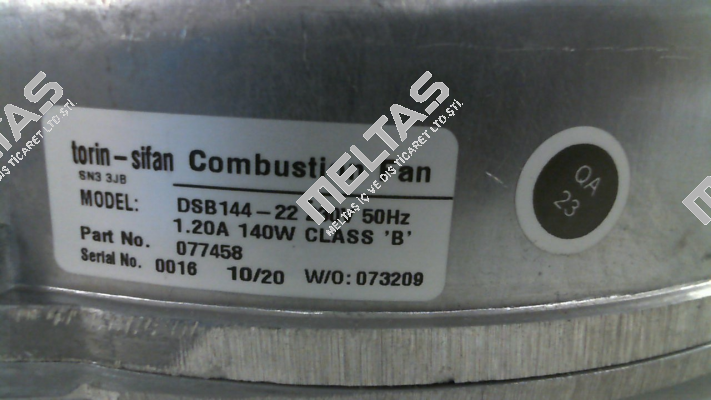 torin-sifan Combusti Fan
SN3 3JB
MODEL: DSB144-22 50Hz
1.20A 140W CLASS 'B'
Part No. 077458
Serial No. 0016 10/20 W/O: 073209
QA
23
MELTAS
İÇ VE DIŞ TİCARET LTD ŞTİ.
MELTAS
İÇ VE DIŞ TİCARET LTD ŞTİ.
MELTAS